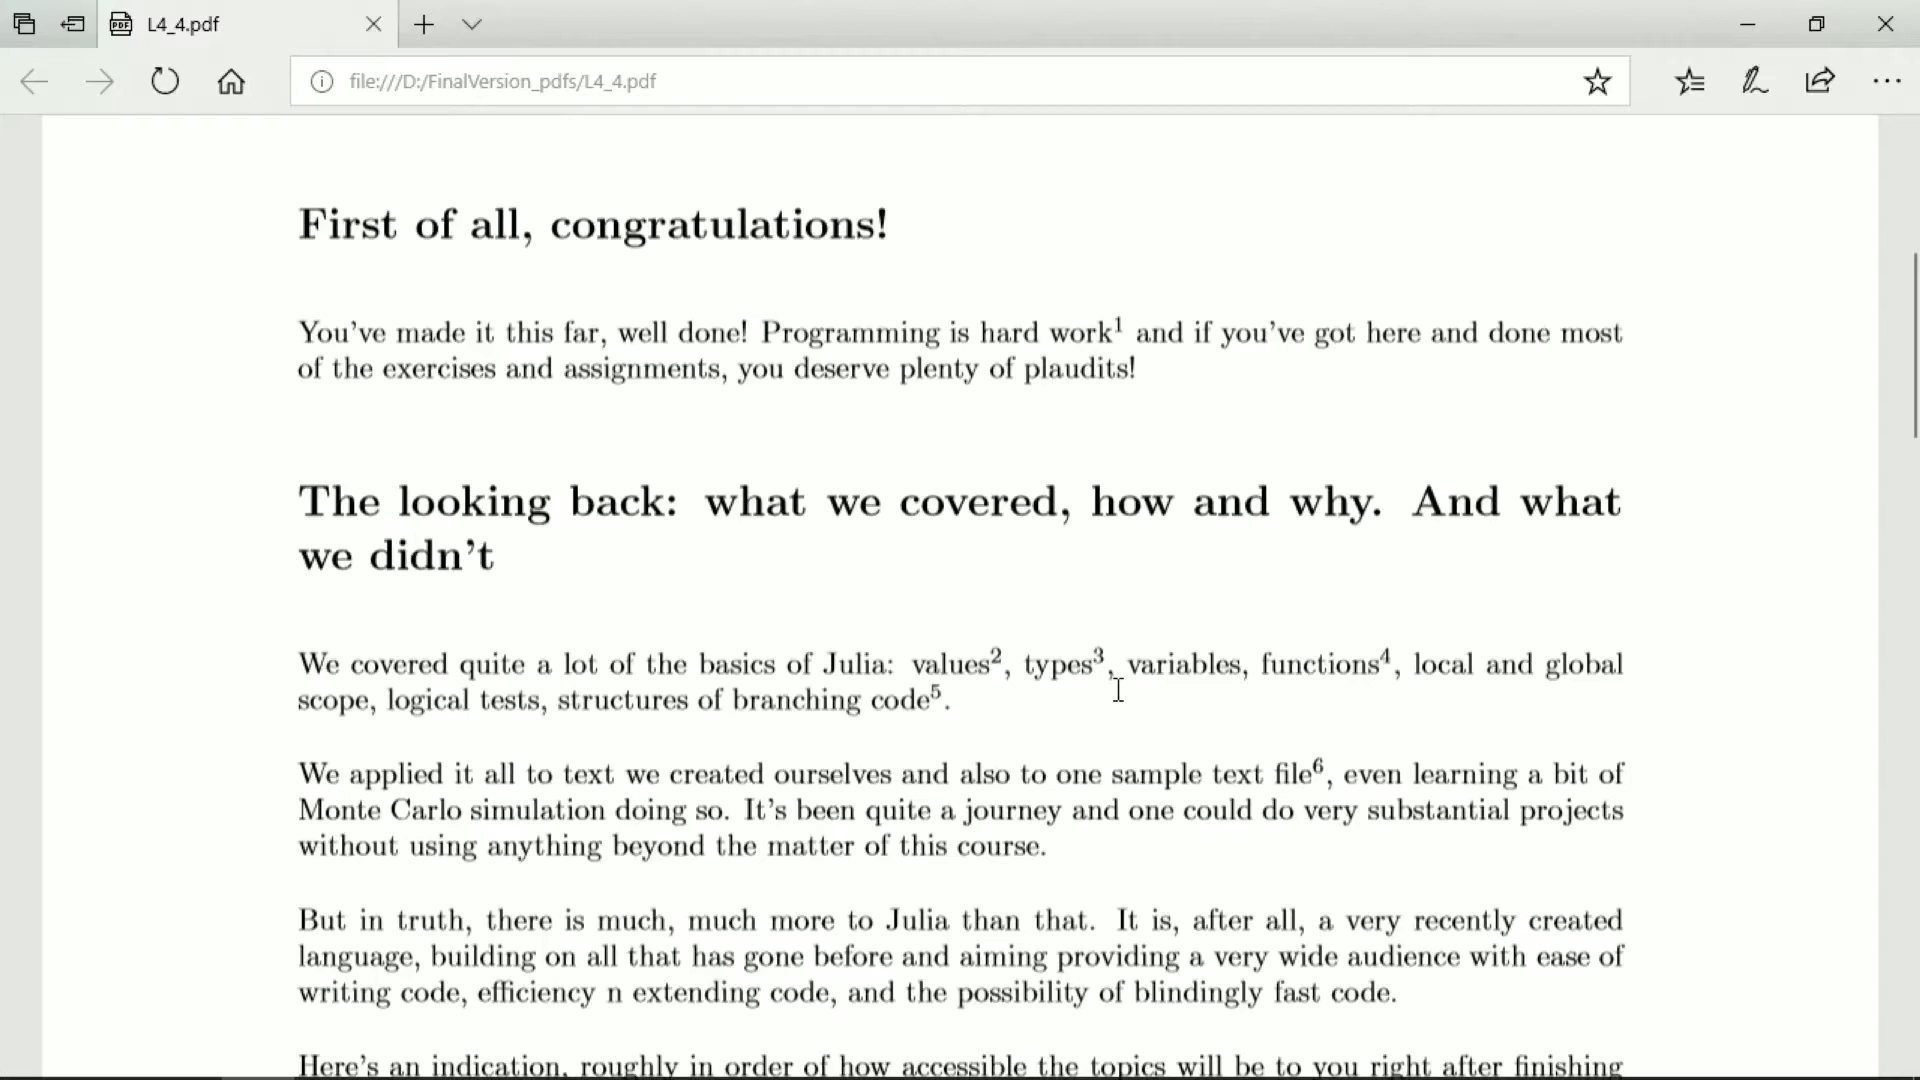 L4_4.pdf
file:///D:/FinalVersion_pdfs/L4_4.pdf
First of all, congratulations!
You've made it this far, well done! Programming is hard work¹ and if you've got here and done most
of the exercises and assignments, you deserve plenty of plaudits!
The looking back: what we covered, how and why. And what
we didn't
We covered quite a lot of the basics of Julia: values², types³, variables, functions⁴, local and global
scope, logical tests, structures of branching code⁵.
We applied it all to text we created ourselves and also to one sample text file⁶, even learning a bit of
Monte Carlo simulation doing so. It's been quite a journey and one could do very substantial projects
without using anything beyond the matter of this course.
But in truth, there is much, much more to Julia than that. It is, after all, a very recently created
language, building on all that has gone before and aiming providing a very wide audience with ease of
writing code, efficiency n extending code, and the possibility of blindingly fast code.
Here's an indication, roughly in order of how accessible the topics will be to you right after finishing